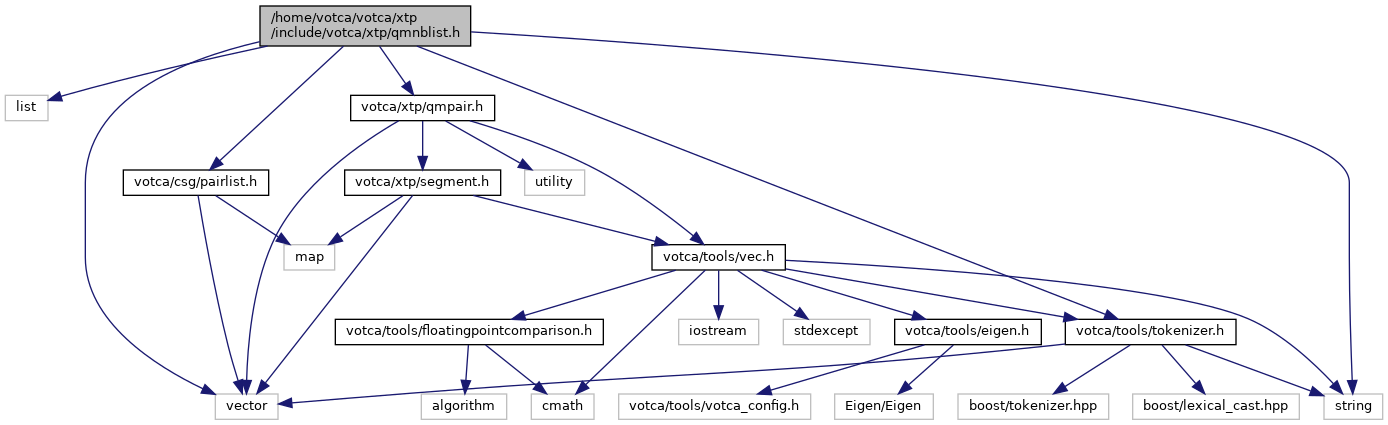 /home/votca/votca/xtp
/include/votca/xtp/qmnblist.h
list
votca/xtp/qmpair.h
votca/csg/pairlist.h
votca/xtp/segment.h
utility
map
votca/tools/vec.h
votca/tools/floatingpointcomparison.h
iostream
stdexcept
votca/tools/eigen.h
votca/tools/tokenizer.h
vector
algorithm
cmath
votca/tools/votca_config.h
Eigen/Eigen
boost/tokenizer.hpp
boost/lexical_cast.hpp
string